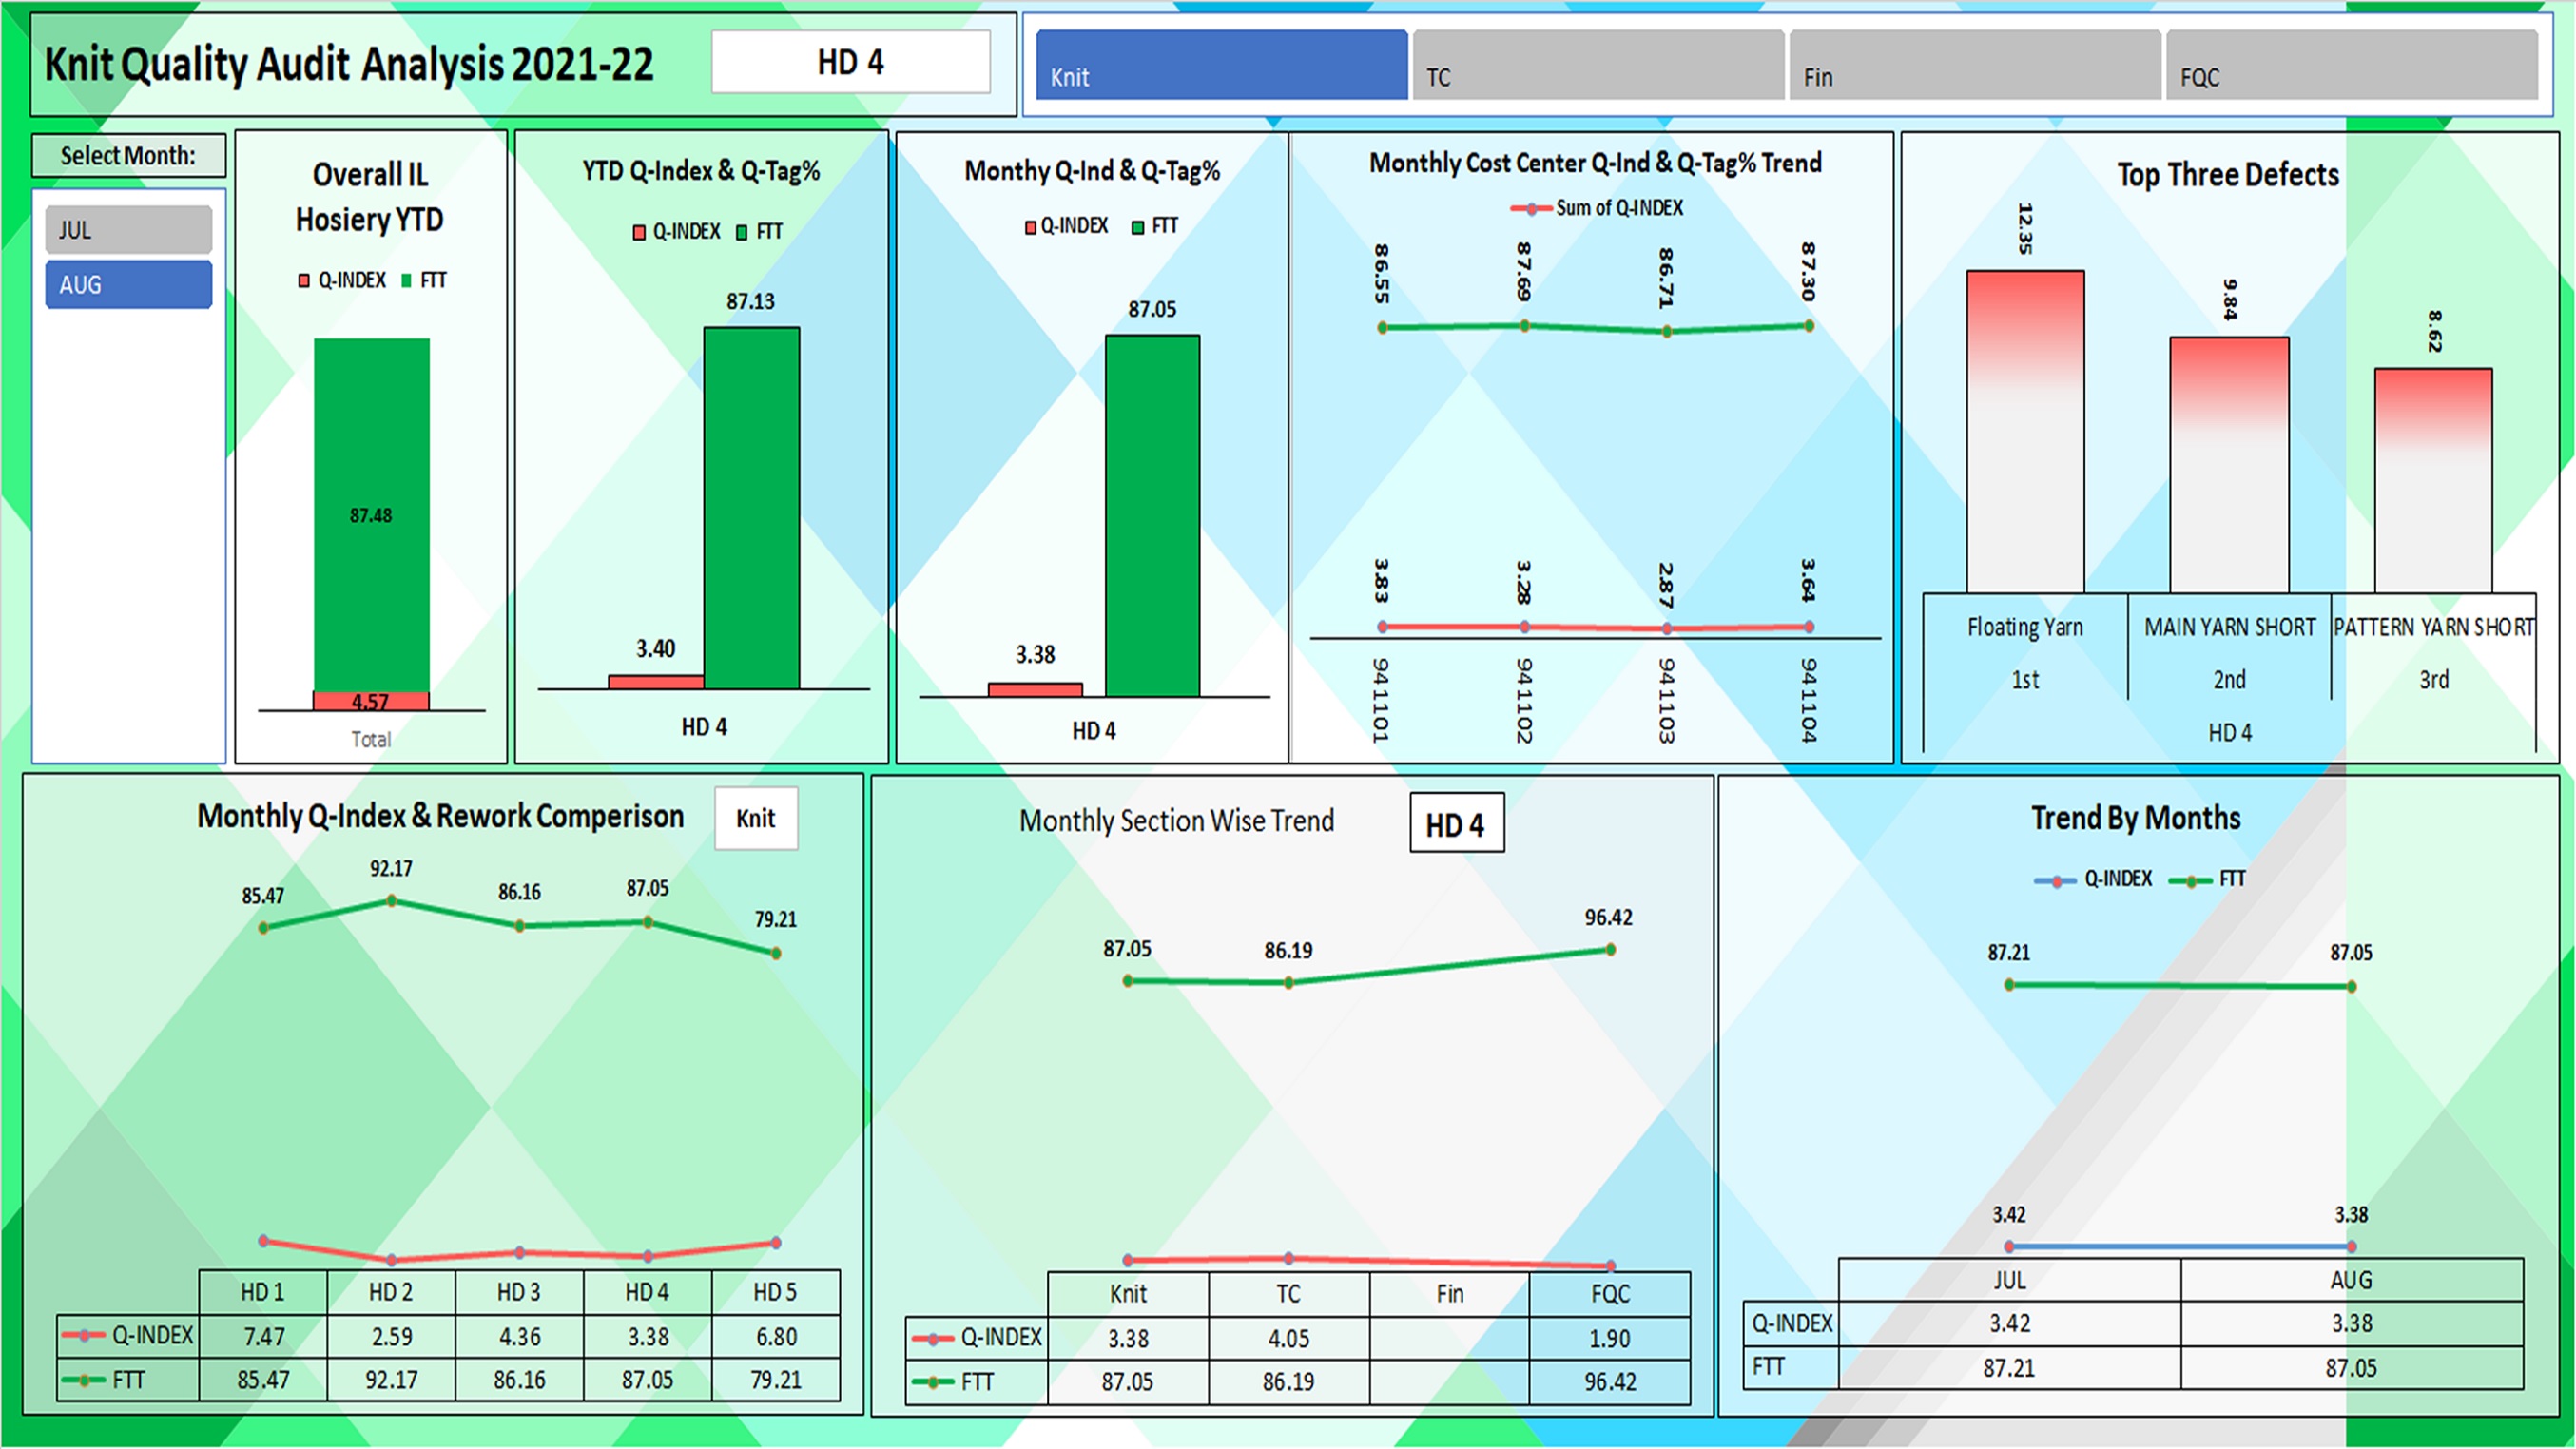 Knit Quality Audit Analysis 2021-22
HD 4
Knit
TC
Fin
FQC
Select Month:
JUL
AUG
Overall IL
Hosiery YTD
Q-INDEX FTT
87.48
4.57
Total
YTD Q-Index & Q-Tag%
Q-INDEX FTT
87.13
3.40
HD 4
Monthy Q-Ind & Q-Tag%
Q-INDEX FTT
87.05
3.38
HD 4
Monthly Cost Center Q-Ind & Q-Tag% Trend
Sum of Q-INDEX
86.55 87.69 86.71 87.30
3.83 3.28 2.87 3.64
941101 941102 941103 941104
Top Three Defects
12.35
9.84
8.62
Floating Yarn MAIN YARN SHORT PATTERN YARN SHORT
1st 2nd 3rd
HD 4
Monthly Q-Index & Rework Comperison
Knit
85.47 92.17 86.16 87.05 79.21
HD 1 HD 2 HD 3 HD 4 HD 5
Q-INDEX 7.47 2.59 4.36 3.38 6.80
FTT 85.47 92.17 86.16 87.05 79.21
Monthly Section Wise Trend
HD 4
87.05 86.19 96.42
Knit TC Fin FQC
Q-INDEX 3.38 4.05 1.90
FTT 87.05 86.19 96.42
Trend By Months
Q-INDEX FTT
87.21 87.05
3.42 3.38
JUL AUG
Q-INDEX 3.42 3.38
FTT 87.21 87.05